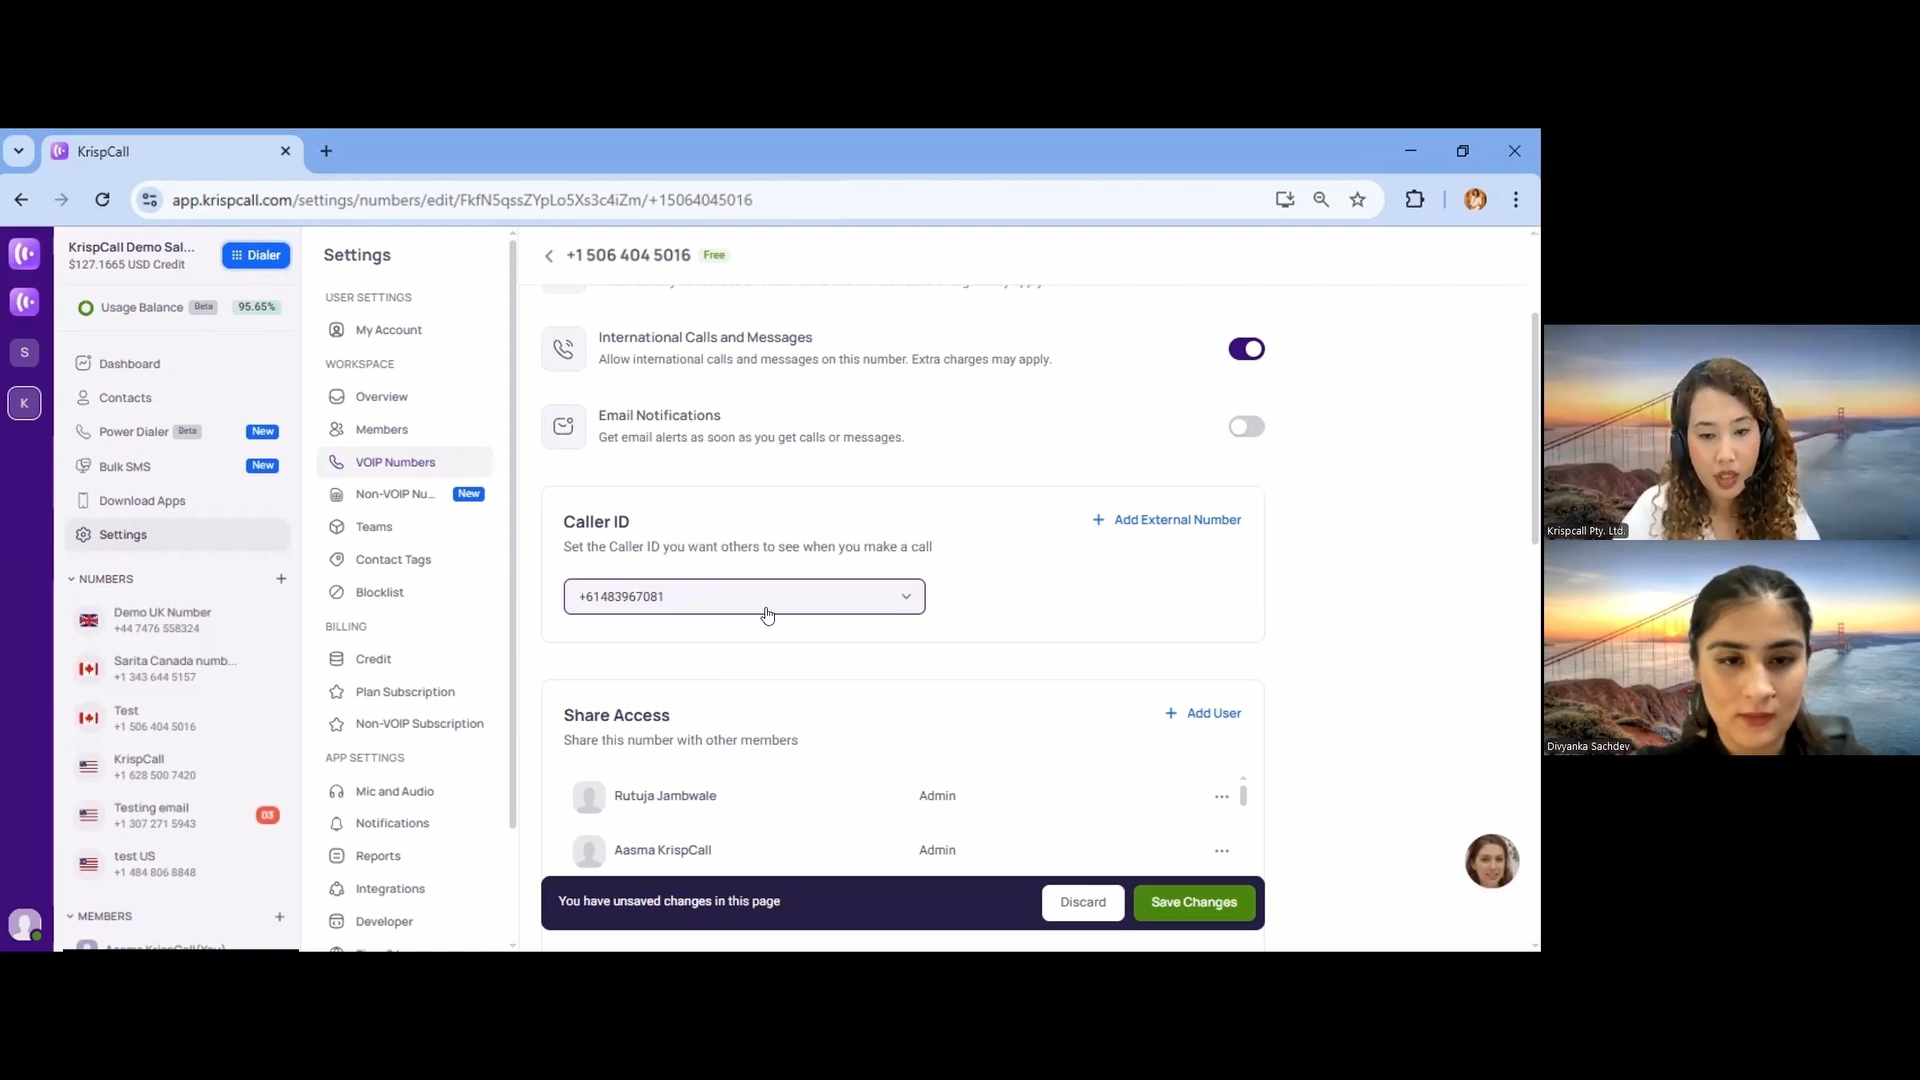 KrispCall
app.krispcall.com/settings/numbers/edit/FkfN5qssZYpLo5Xs3c4iZm/+15064045016
S
K
KrispCall Demo Sal...
$127.1665 USD Credit
Dialer
Usage Balance Beta 95.65%
Dashboard
Contacts
Power Dialer Beta New
Bulk SMS New
Download Apps
Settings
NUMBERS
Demo UK Number
+44 7476 558324
Sarita Canada numb...
+1 343 644 5157
Test
+1 506 404 5016
KrispCall
+1 628 500 7420
Testing email
+1 307 271 5943
03
test US
+1 484 806 8848
MEMBERS
Aasma KrispCall(You)
Settings
USER SETTINGS
My Account
WORKSPACE
Overview
Members
VOIP Numbers
Non-VOIP Nu... New
Teams
Contact Tags
Blocklist
BILLING
Credit
Plan Subscription
Non-VOIP Subscription
APP SETTINGS
Mic and Audio
Notifications
Reports
Integrations
Developer
+1 506 404 5016 Free
International Calls and Messages
Allow international calls and messages on this number. Extra charges may apply.
Email Notifications
Get email alerts as soon as you get calls or messages.
Caller ID
+ Add External Number
Set the Caller ID you want others to see when you make a call
+61483967081
Share Access
+ Add User
Share this number with other members
Rutuja Jambwale Admin
Aasma KrispCall Admin
You have unsaved changes in this page
Discard
Save Changes
Krispcall Pty. Ltd.
Divyanka Sachdev